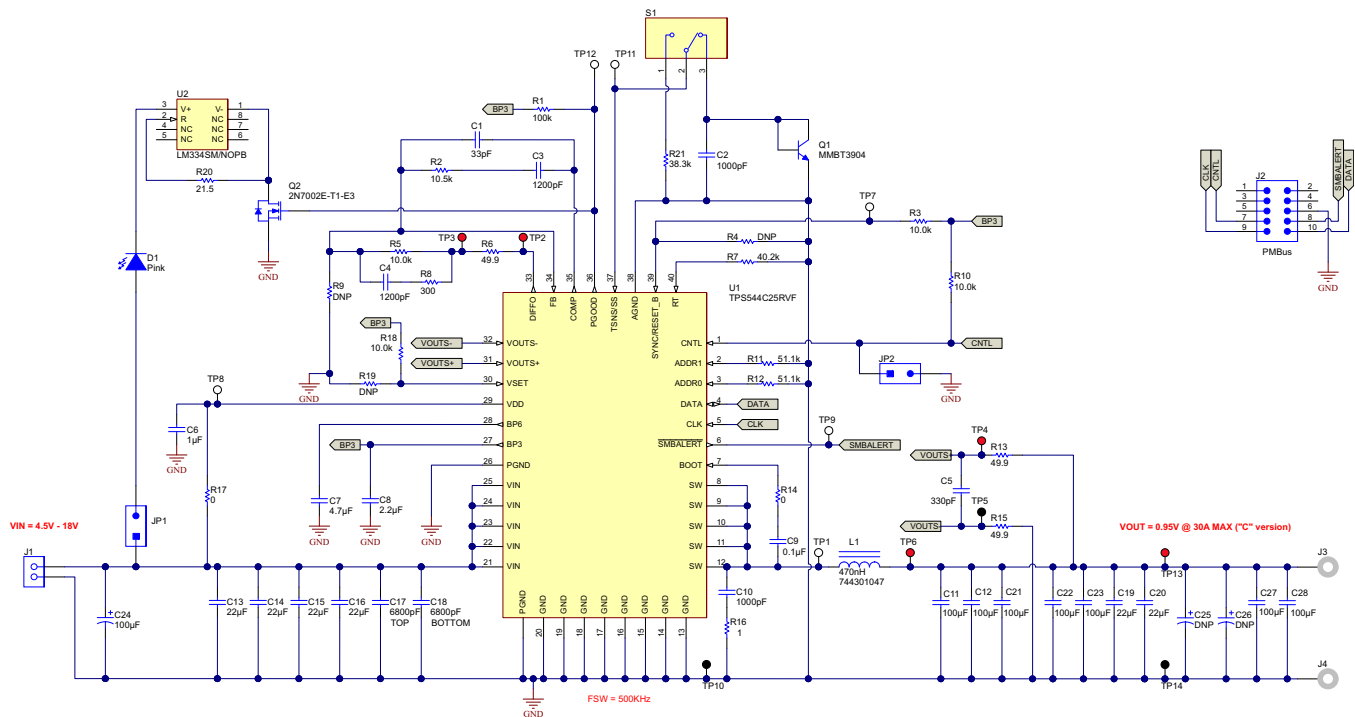 S1
1
2
3
TP12
TP11
BP3
R1
100k
U2
3
V+
V-
1
2
R
NC
8
4
NC
NC
7
5
NC
NC
6
LM334SM/NOPB
R20
21.5
Q2
2N7002E-T1-E3
GND
C1
33pF
R2
10.5k
C3
1200pF
R21
38.3k
C2
1000pF
Q1
MMBT3904
CLK
CNTL
SMBALERT
DATA
J2
1
2
3
4
5
6
7
8
9
10
PMBus
GND
D1
Pink
TP3
TP2
R5
10.0k
R6
49.9
C4
1200pF
R8
300
R9
DNP
TP7
R3
10.0k
BP3
R4
DNP
R7
40.2k
R10
10.0k
33
34
35
36
37
38
39
40
DIFFO
FB
COMP
PGOOD
TSNS/SS
AGND
SYNC/RESET_B
RT
U1
TPS544C25RVF
BP3
R18
10.0k
VOUTS-
32
VOUTS-
VOUTS+
31
VOUTS+
R19
DNP
30
VSET
GND
TP8
29
VDD
28
BP6
BP3
27
BP3
26
PGND
25
VIN
24
VIN
23
VIN
22
VIN
21
VIN
CNTL
1
CNTL
ADDR1
2
R11
51.1k
ADDR0
3
R12
51.1k
DATA
4
DATA
CLK
5
CLK
SMBALERT
6
TP9
SMBALERT
BOOT
7
SW
8
SW
9
SW
10
SW
11
SW
12
JP2
GND
C6
1µF
GND
R17
0
C7
4.7µF
GND
C8
2.2µF
GND
GND
R14
0
C9
0.1µF
VOUTS
TP4
R13
49.9
C5
330pF
TP5
VOUTS
R15
49.9
VIN = 4.5V - 18V
JP1
VOUT = 0.95V @ 30A MAX ("C" version)
J1
TP1
L1
470nH
744301047
TP6
TP13
J3
C24
100µF
C13
22µF
C14
22µF
C15
22µF
C16
22µF
C17
6800pF
TOP
C18
6800pF
BOTTOM
PGND
GND
GND
GND
GND
GND
GND
GND
GND
20
19
18
17
16
15
14
13
C10
1000pF
R16
1
C11
100µF
C12
100µF
C21
100µF
C22
100µF
C23
100µF
C19
22µF
C20
22µF
C25
DNP
C26
DNP
C27
100µF
C28
100µF
TP10
TP14
J4
GND
FSW = 500KHz